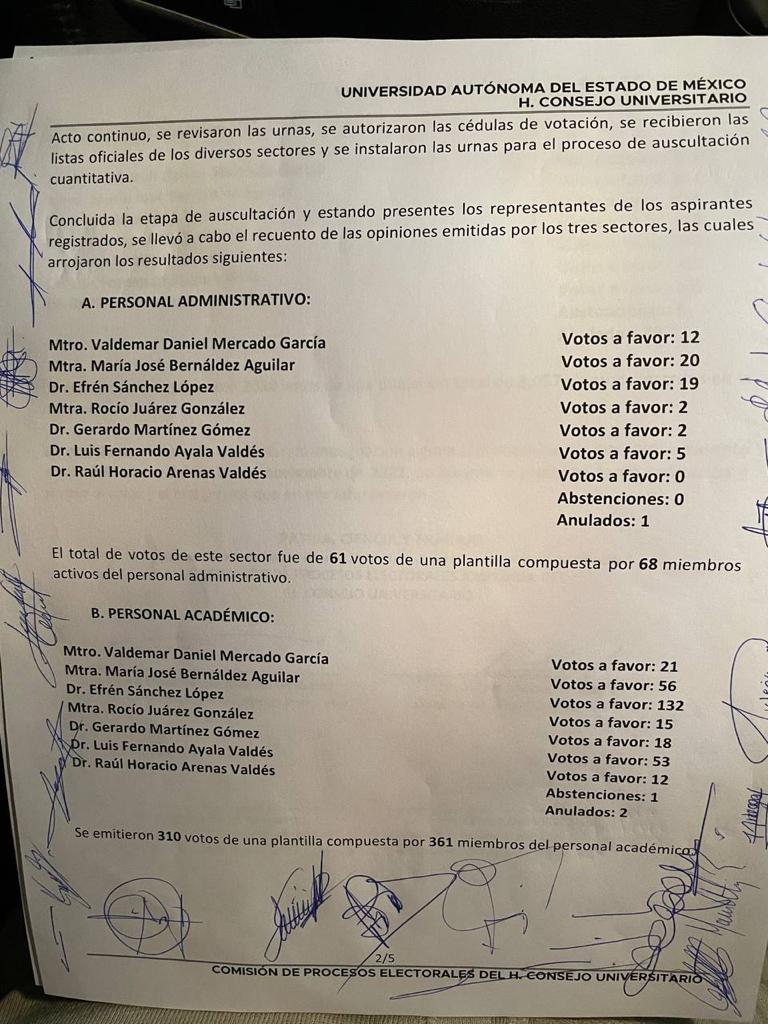 UNIVERSIDAD AUTÓNOMA DEL ESTADO DE MÉXICO
H. CONSEJO UNIVERSITARIO
Acto continuo, se revisaron las urnas, se autorizaron las cédulas de votación, se recibieron las
listas oficiales de los diversos sectores y se instalaron las urnas para el proceso de auscultación
cuantitativa.
Concluida la etapa de auscultación y estando presentes los representantes de los aspirantes
registrados, se llevó a cabo el recuento de las opiniones emitidas por los tres sectores, las cuales
arrojaron los resultados siguientes:
A. PERSONAL ADMINISTRATIVO:
Mtro. Valdemar Daniel Mercado García Votos a favor: 12
Mtra. María José Bernáldez Aguilar Votos a favor: 20
Dr. Efrén Sánchez López Votos a favor: 19
Mtra. Rocío Juárez González Votos a favor: 2
Dr. Gerardo Martínez Gómez Votos a favor: 2
Dr. Luis Fernando Ayala Valdés Votos a favor: 5
Dr. Raúl Horacio Arenas Valdés Votos a favor: 0
Abstenciones: 0
Anulados: 1
El total de votos de este sector fue de 61 votos de una plantilla compuesta por 68 miembros
activos del personal administrativo.
B. PERSONAL ACADÉMICO:
Mtro. Valdemar Daniel Mercado García Votos a favor: 21
Mtra. María José Bernáldez Aguilar Votos a favor: 56
Dr. Efrén Sánchez López Votos a favor: 132
Mtra. Rocío Juárez González Votos a favor: 15
Dr. Gerardo Martínez Gómez Votos a favor: 18
Dr. Luis Fernando Ayala Valdés Votos a favor: 53
Dr. Raúl Horacio Arenas Valdés Votos a favor: 12
Abstenciones: 1
Anulados: 2
Se emitieron 310 votos de una plantilla compuesta por 361 miembros del personal académico.
2/5
COMISIÓN DE PROCESOS ELECTORALES DEL H. CONSEJO UNIVERSITARIO